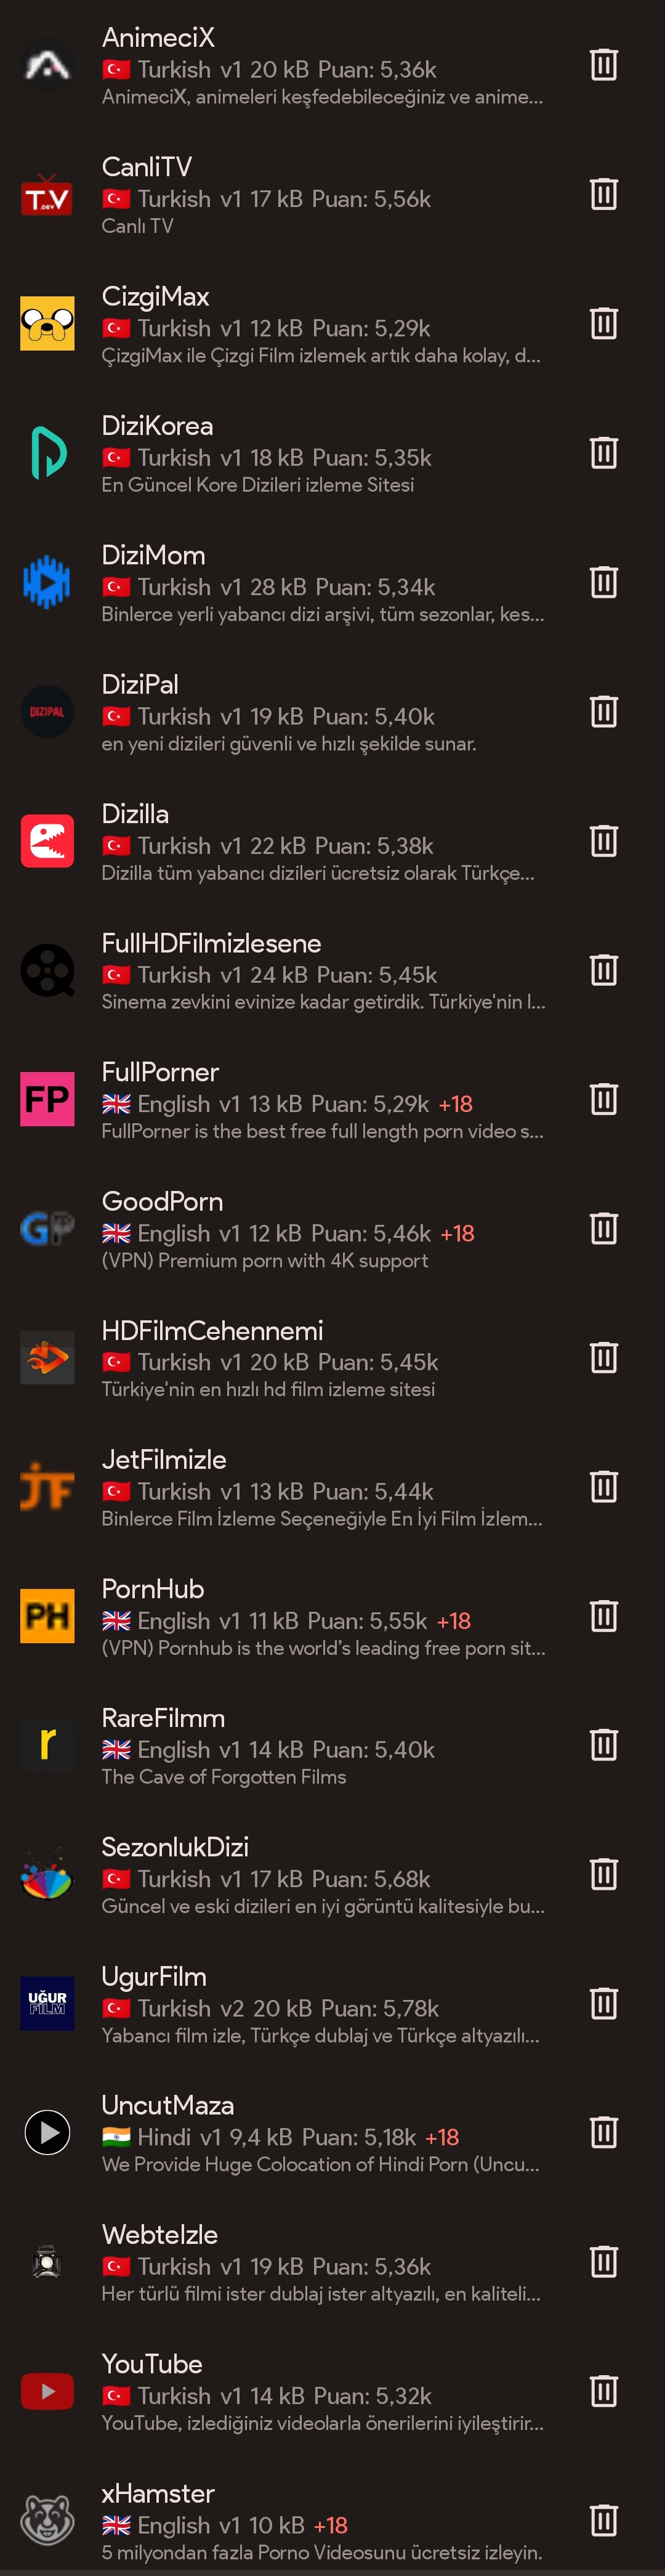 AnimeciX
Turkish v1 20 kB Puan: 5,36k
AnimeciX, animeleri keşfedebileceğiniz ve anime...
T.V
.DEV
CanliTV
Turkish v1 17 kB Puan: 5,56k
Canlı TV
CizgiMax
Turkish v1 12 kB Puan: 5,29k
ÇizgiMax ile Çizgi Film izlemek artık daha kolay, d...
DiziKorea
Turkish v1 18 kB Puan: 5,35k
En Güncel Kore Dizileri izleme Sitesi
DiziMom
Turkish v1 28 kB Puan: 5,34k
Binlerce yerli yabancı dizi arşivi, tüm sezonlar, kes...
DIZIPAL
DiziPal
Turkish v1 19 kB Puan: 5,40k
en yeni dizileri güvenli ve hızlı şekilde sunar.
Dizilla
Turkish v1 22 kB Puan: 5,38k
Dizilla tüm yabancı dizileri ücretsiz olarak Türkçe...
FullHDFilmizlesene
Turkish v1 24 kB Puan: 5,45k
Sinema zevkini evinize kadar getirdik. Türkiye'nin l...
FP
FullPorner
English v1 13 kB Puan: 5,29k +18
FullPorner is the best free full length porn video s...
GP
GoodPorn
English v1 12 kB Puan: 5,46k +18
(VPN) Premium porn with 4K support
HDFilmCehennemi
Turkish v1 20 kB Puan: 5,45k
Türkiye'nin en hızlı hd film izleme sitesi
JF
JetFilmizle
Turkish v1 13 kB Puan: 5,44k
Binlerce Film İzleme Seçeneğiyle En İyi Film İzlem...
PH
PornHub
English v1 11 kB Puan: 5,55k +18
(VPN) Pornhub is the world’s leading free porn sit...
r
RareFilmm
English v1 14 kB Puan: 5,40k
The Cave of Forgotten Films
SezonlukDizi
Turkish v1 17 kB Puan: 5,68k
Güncel ve eski dizileri en iyi görüntü kalitesiyle bu...
UĞUR
FİLM
UgurFilm
Turkish v2 20 kB Puan: 5,78k
Yabancı film izle, Türkçe dublaj ve Türkçe altyazılı...
UncutMaza
Hindi v1 9,4 kB Puan: 5,18k +18
We Provide Huge Colocation of Hindi Porn (Uncu...
WebteIzle
Turkish v1 19 kB Puan: 5,36k
Her türlü filmi ister dublaj ister altyazılı, en kaliteli...
YouTube
Turkish v1 14 kB Puan: 5,32k
YouTube, izlediğiniz videolarla önerilerini iyileştirir...
xHamster
English v1 10 kB +18
5 milyondan fazla Porno Videosunu ücretsiz izleyin.